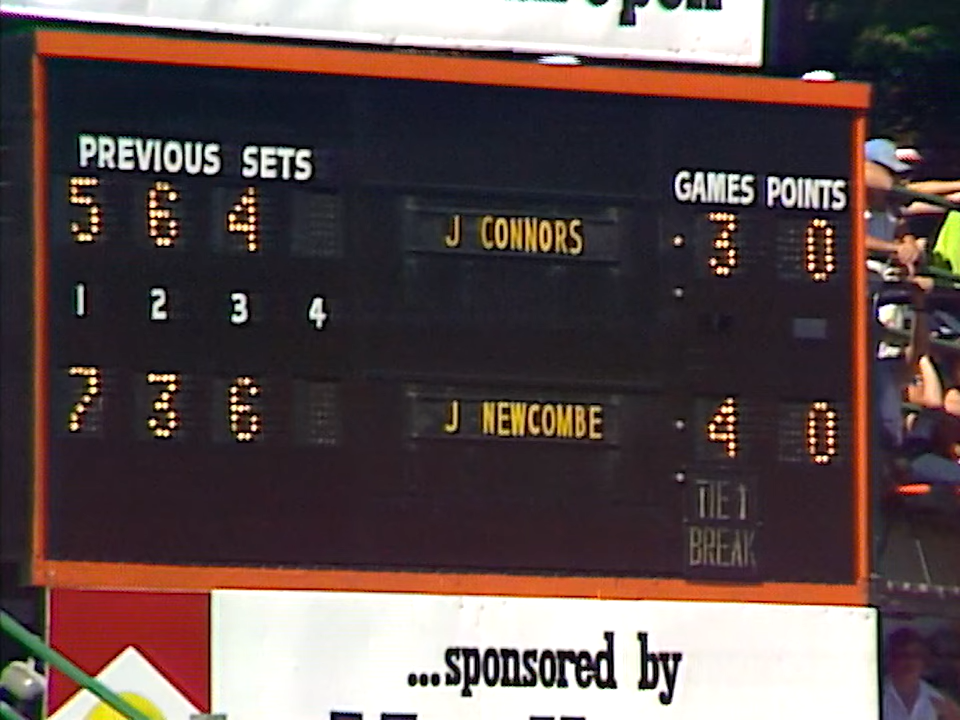 PREVIOUS SETS
GAMES POINTS
5 6 4 J CONNORS 3 0
1 2 3 4
7 3 6 J NEWCOMBE 4 0
TIE
BREAK
...sponsored by